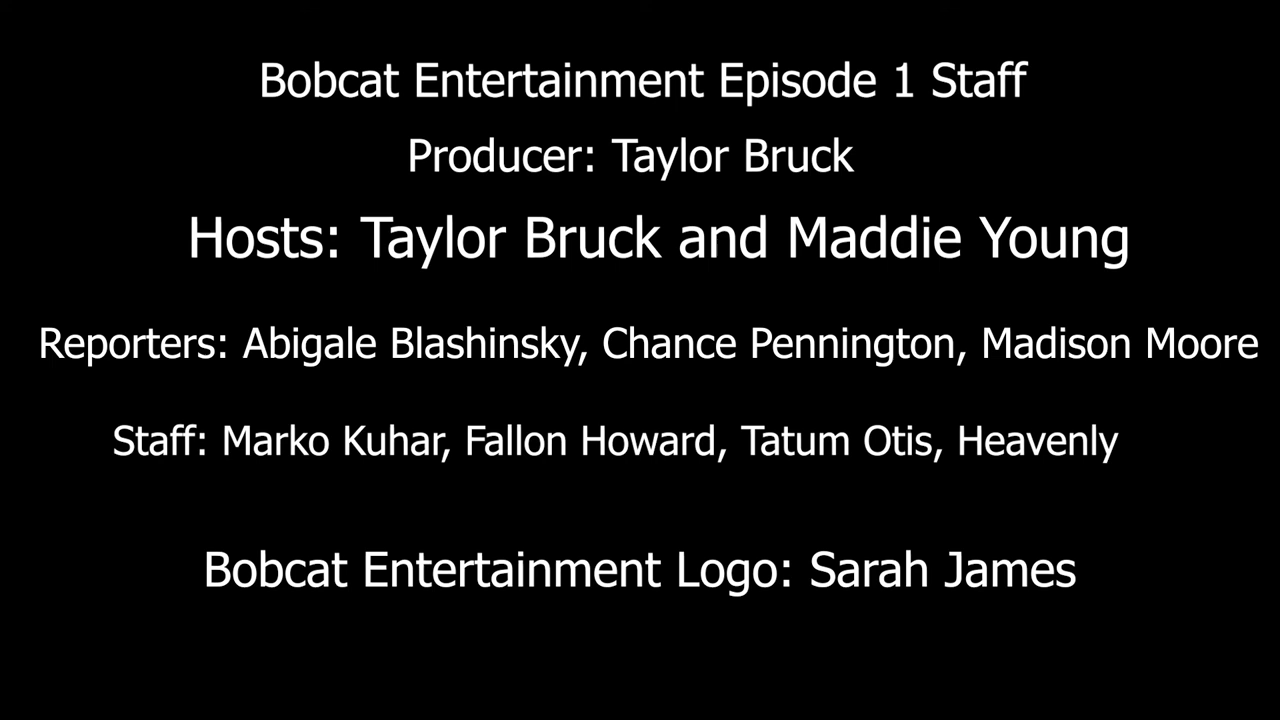 Bobcat Entertainment Episode 1 Staff
Producer: Taylor Bruck
Hosts: Taylor Bruck and Maddie Young
Reporters: Abigale Blashinsky, Chance Pennington, Madison Moore
Staff: Marko Kuhar, Fallon Howard, Tatum Otis, Heavenly
Bobcat Entertainment Logo: Sarah James